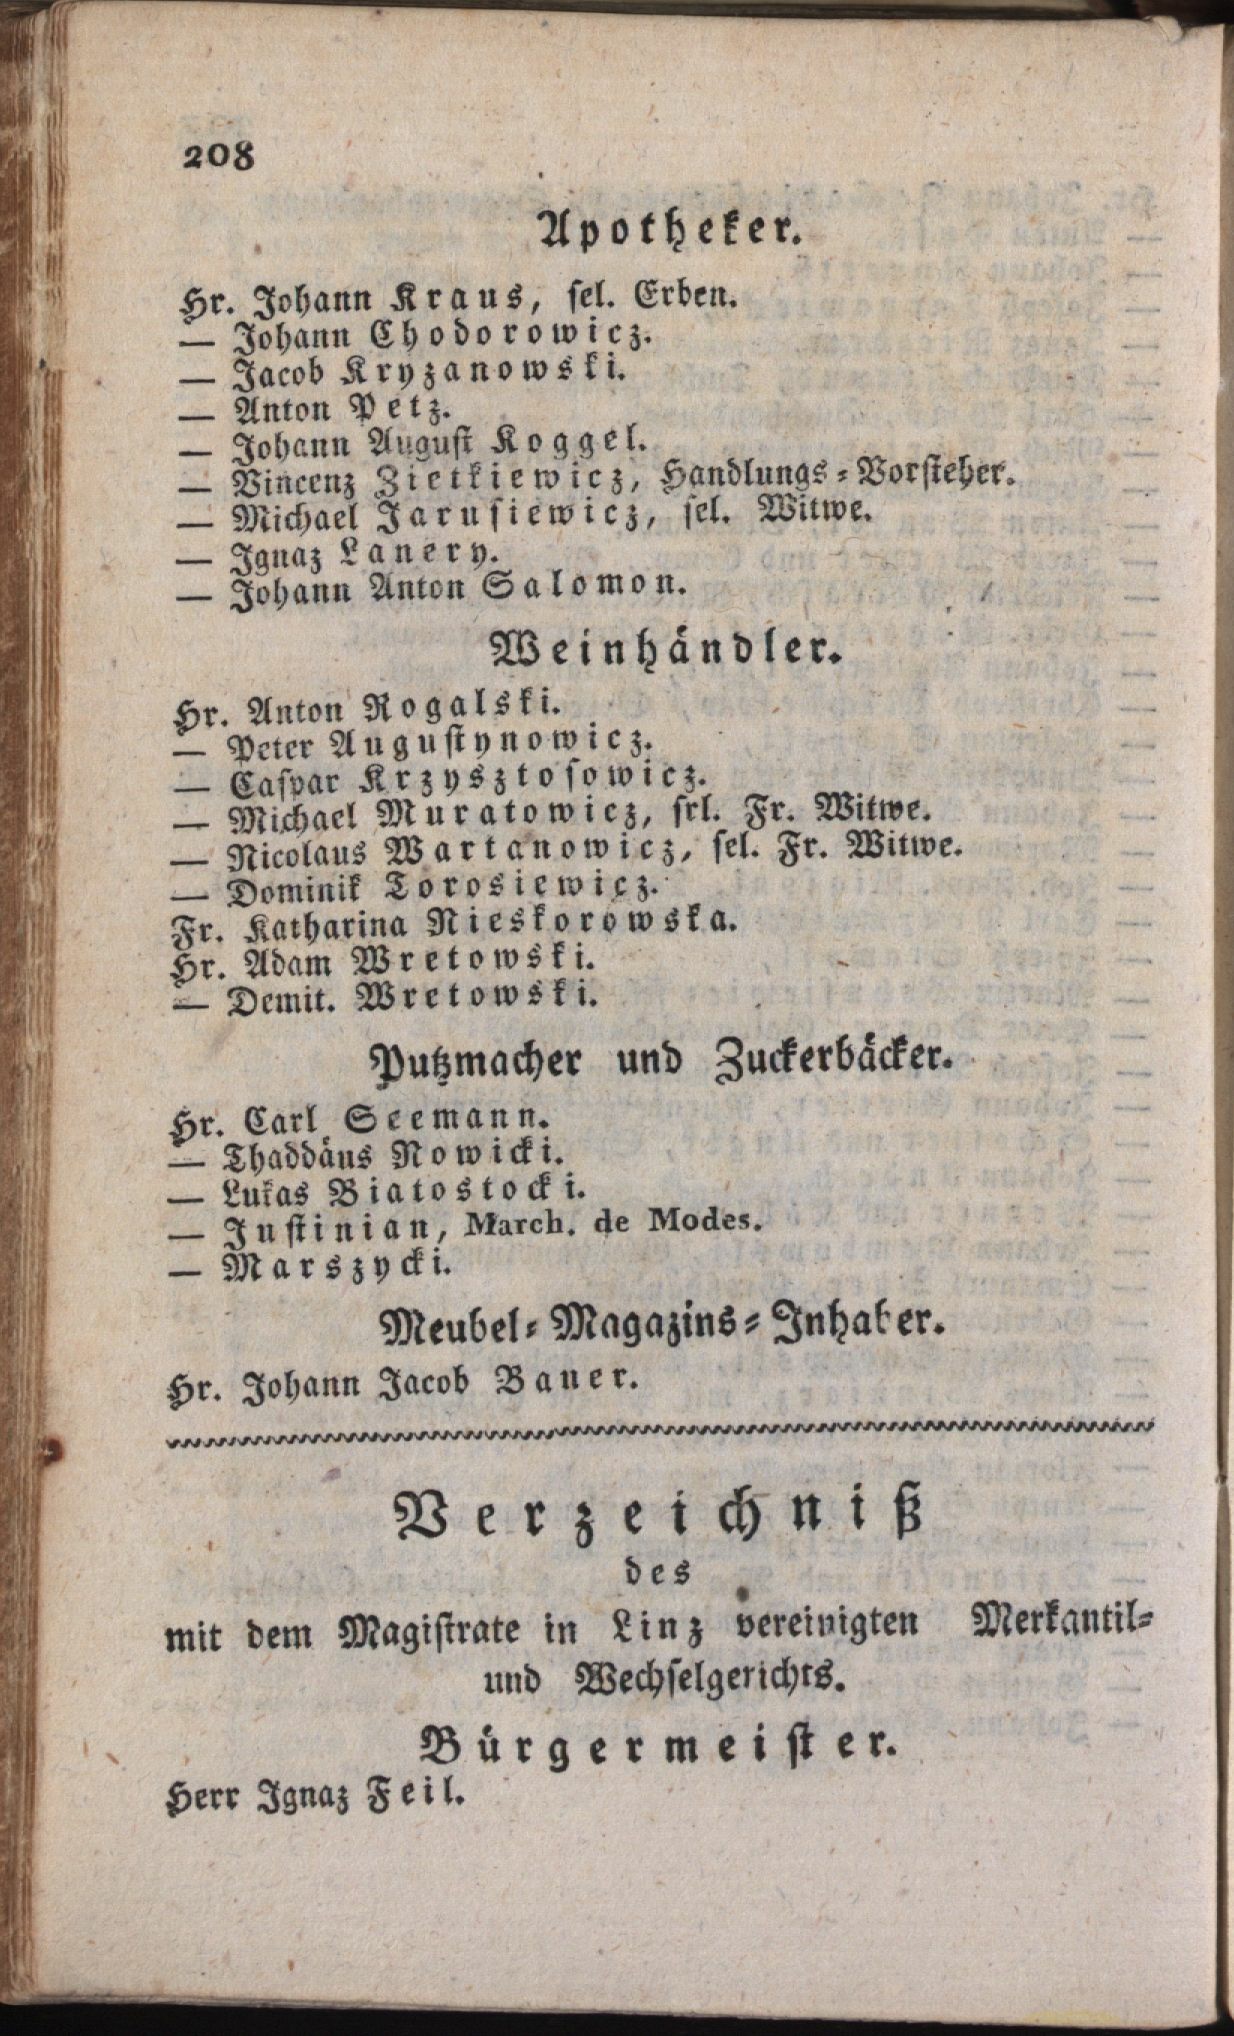 208
Apotheker.
Hr. Johann Kraus, sel. Erben.
— Johann Chodorowicz.
— Jacob Kryzanowski.
— Anton Petz.
— Johann August Koggel.
— Vincenz Zietkiewicz, Handlungs-Vorsteher.
— Michael Jarusiewicz, sel. Witwe.
— Ignaz Lanery.
— Johann Anton Salomon.
Weinhändler.
Hr. Anton Rogalski.
— Peter Augustynowicz.
— Caspar Krzysztosowicz.
— Michael Muratowicz, srl. Fr. Witwe.
— Nicolaus Wartanowicz, sel. Fr. Witwe.
— Dominik Torosiewicz.
Fr. Katharina Nieskorowska.
Hr. Adam Wretowski.
— Demit. Wretowski.
Putzmacher und Zuckerbäcker.
Hr. Carl Seemann.
— Thaddäus Nowicki.
— Lukas Biatostocki.
— Justinian, March. de Modes.
— Marszycki.
Meubel-Magazins-Inhaber.
Hr. Johann Jacob Bauer.
Verzeichniß
des
mit dem Magistrate in Linz vereinigten Merkantil-
und Wechselgerichts.
Bürgermeister.
Herr Ignaz Feil.